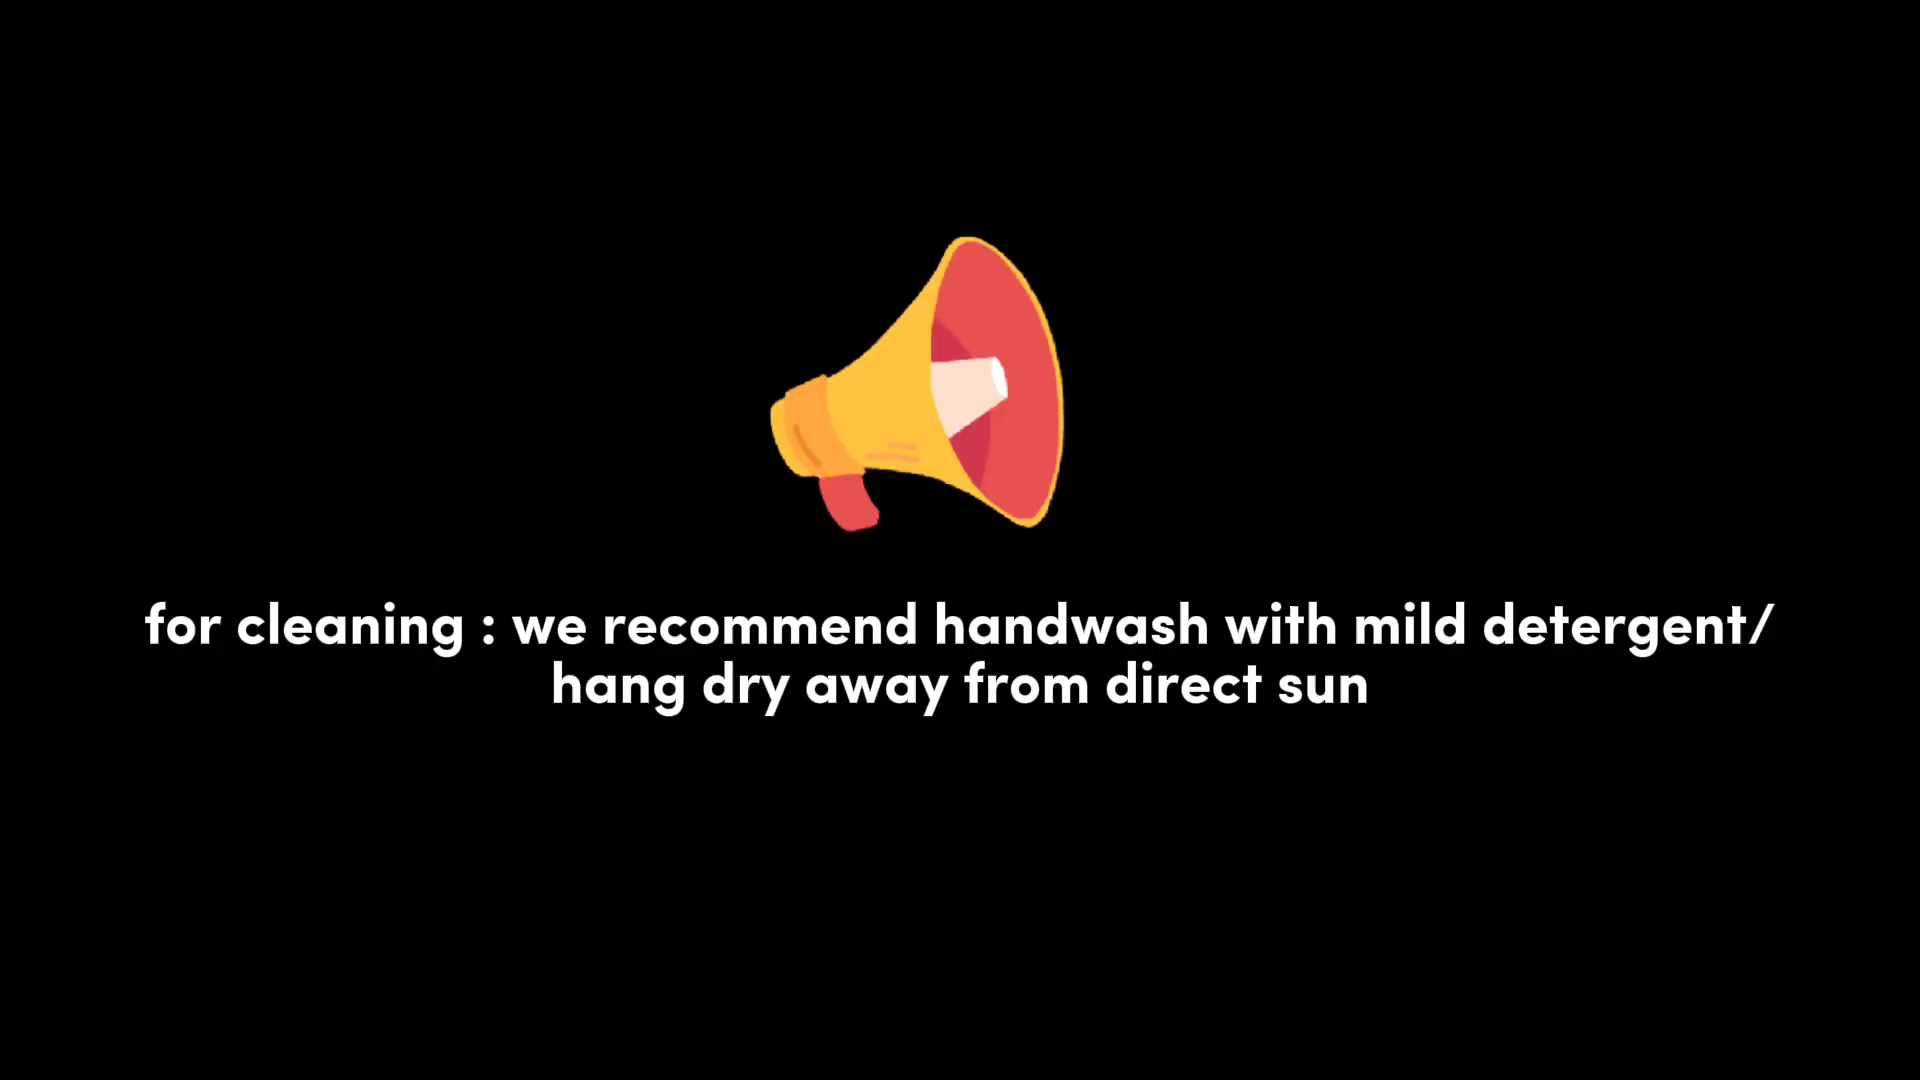 for cleaning : we recommend handwash with mild detergent/
hang dry away from direct sun